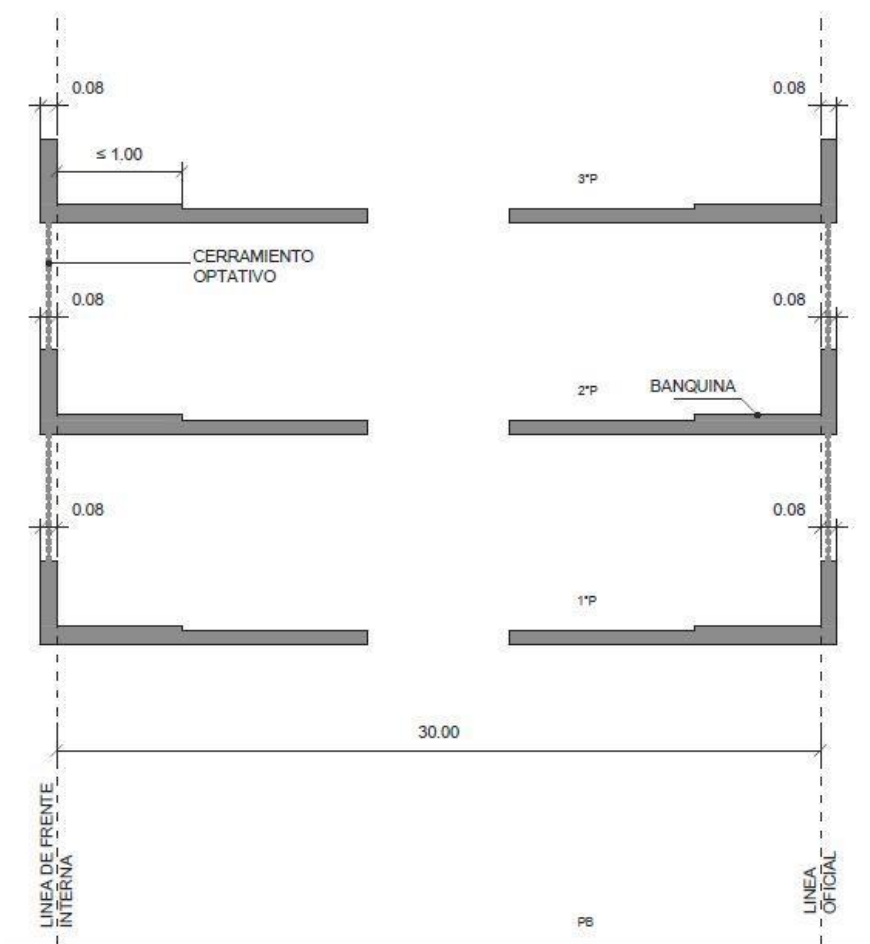 0.08
0.08
≤ 1.00
3°P
CERRAMIENTO
OPTATIVO
0.08
0.08
2°P
BANQUINA
0.08
0.08
1°P
30.00
LINEA DE FRENTE
INTERNA
LINEA
OFICIAL
PB